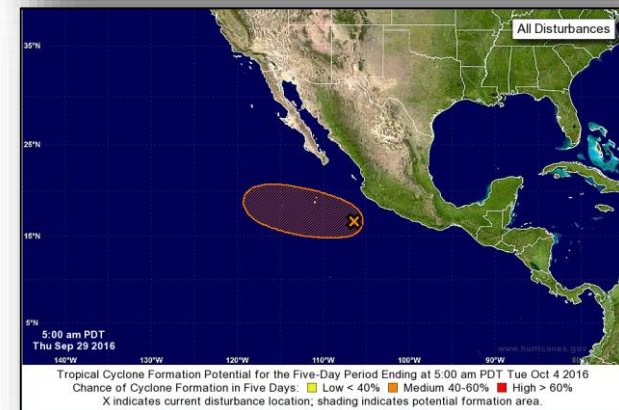 All Disturbances
35°N
25°N
15°N
5°N
5:00 am PDT
Thu Sep 29 2016
www.hurricanes.gov
140°W
130°W
120°W
110°W
100°W
90°W
Tropical Cyclone Formation Potential for the Five-Day Period Ending at 5:00 am PDT Tue Oct 4 2016
Chance of Cyclone Formation in Five Days: Low < 40% Medium 40-60% High > 60%
X indicates current disturbance location; shading indicates potential formation area.